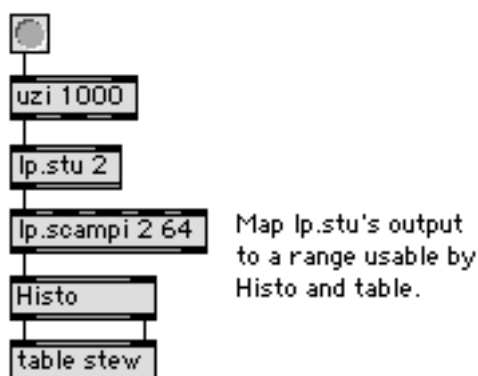 uzi 1000
lp.stu 2
lp.scampi 2 64
Map lp.stu's output
to a range usable by
Histo and table.
Histo
table stew